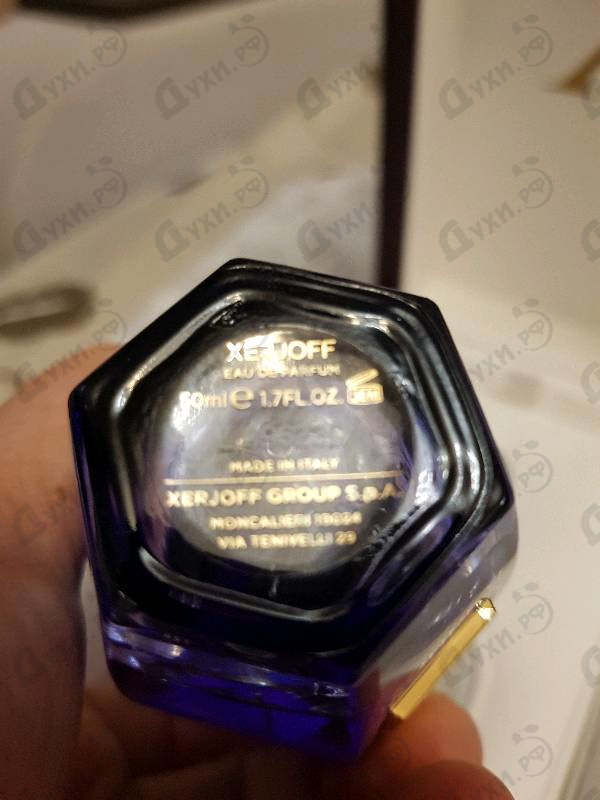 XERJOFF
EAU DE PARFUM
50ml e 1.7FL.OZ.
MADE IN ITALY
XERJOFF GROUP S.p.A.
MONCALIERI 10024
VIA TENIVELLI 29
Духи.рф